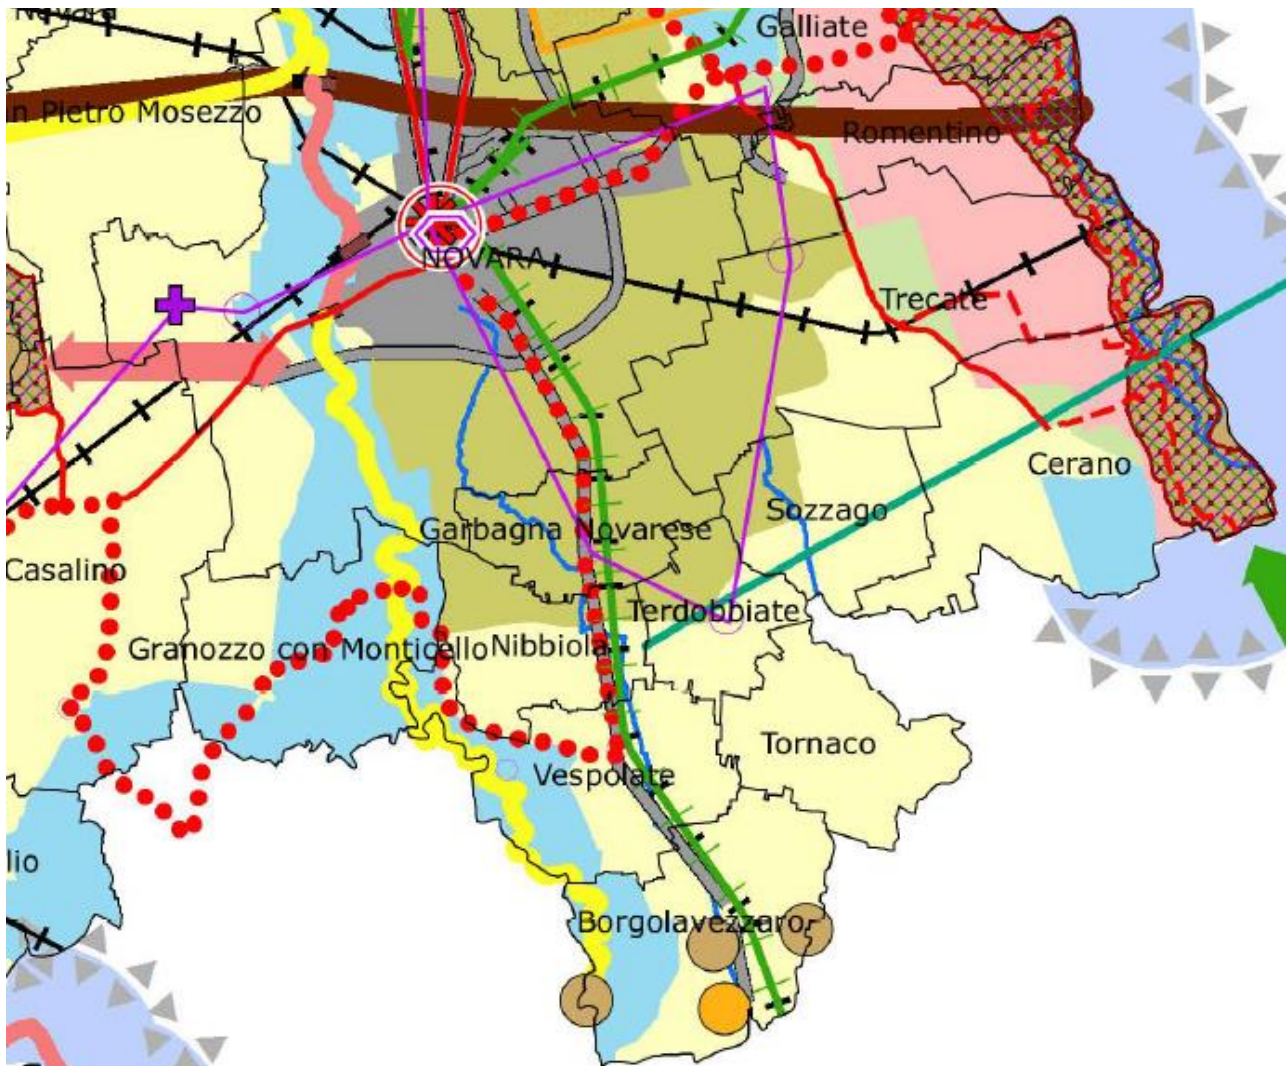 Novara
Galliate
n Pietro Mosezzo
Romentino
NOVARA
Trecate
Cerano
Sozzago
Garbagna Novarese
Casalino
Terdobbiate
Granozzo con Monticello
Nibbiola
Tornaco
Vespolate
lio
Borgolavezzaro